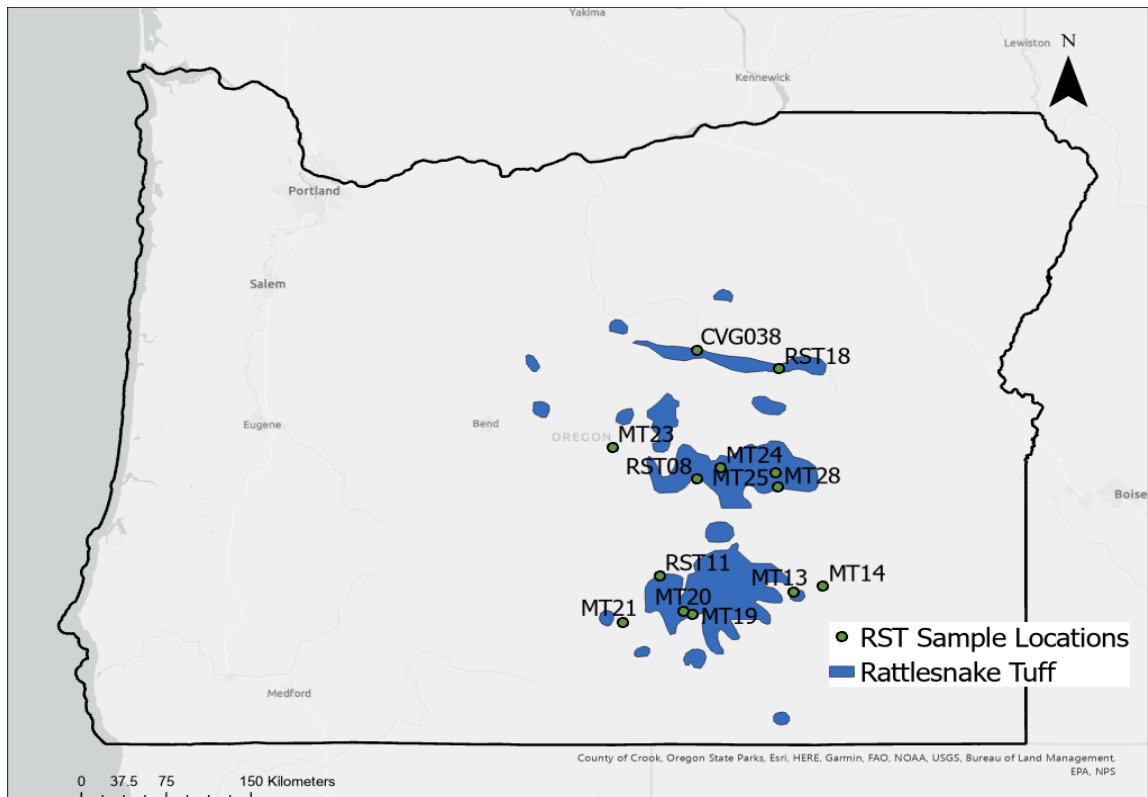 Yakima
Lewiston
N
Kennewick
Portland
Salem
CVG038
RST18
Eugene
Bend
OREGON
MT23
MT24
RST08
MT25
MT28
Boise
RST11
MT13
MT14
MT20
MT21
MT19
RST Sample Locations
Rattlesnake Tuff
Medford
County of Crook, Oregon State Parks, Esri, HERE, Garmin, FAO, NOAA, USGS, Bureau of Land Management,
EPA, NPS
0 37.5 75 150 Kilometers